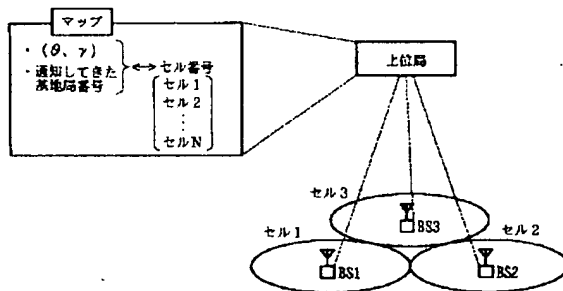 マップ
・(θ、γ)
・通知してきた
基地局番号
セル番号
セル1
セル2
⋮
セルN
上位局
セル3
BS3
セル1
BS1
セル2
BS2